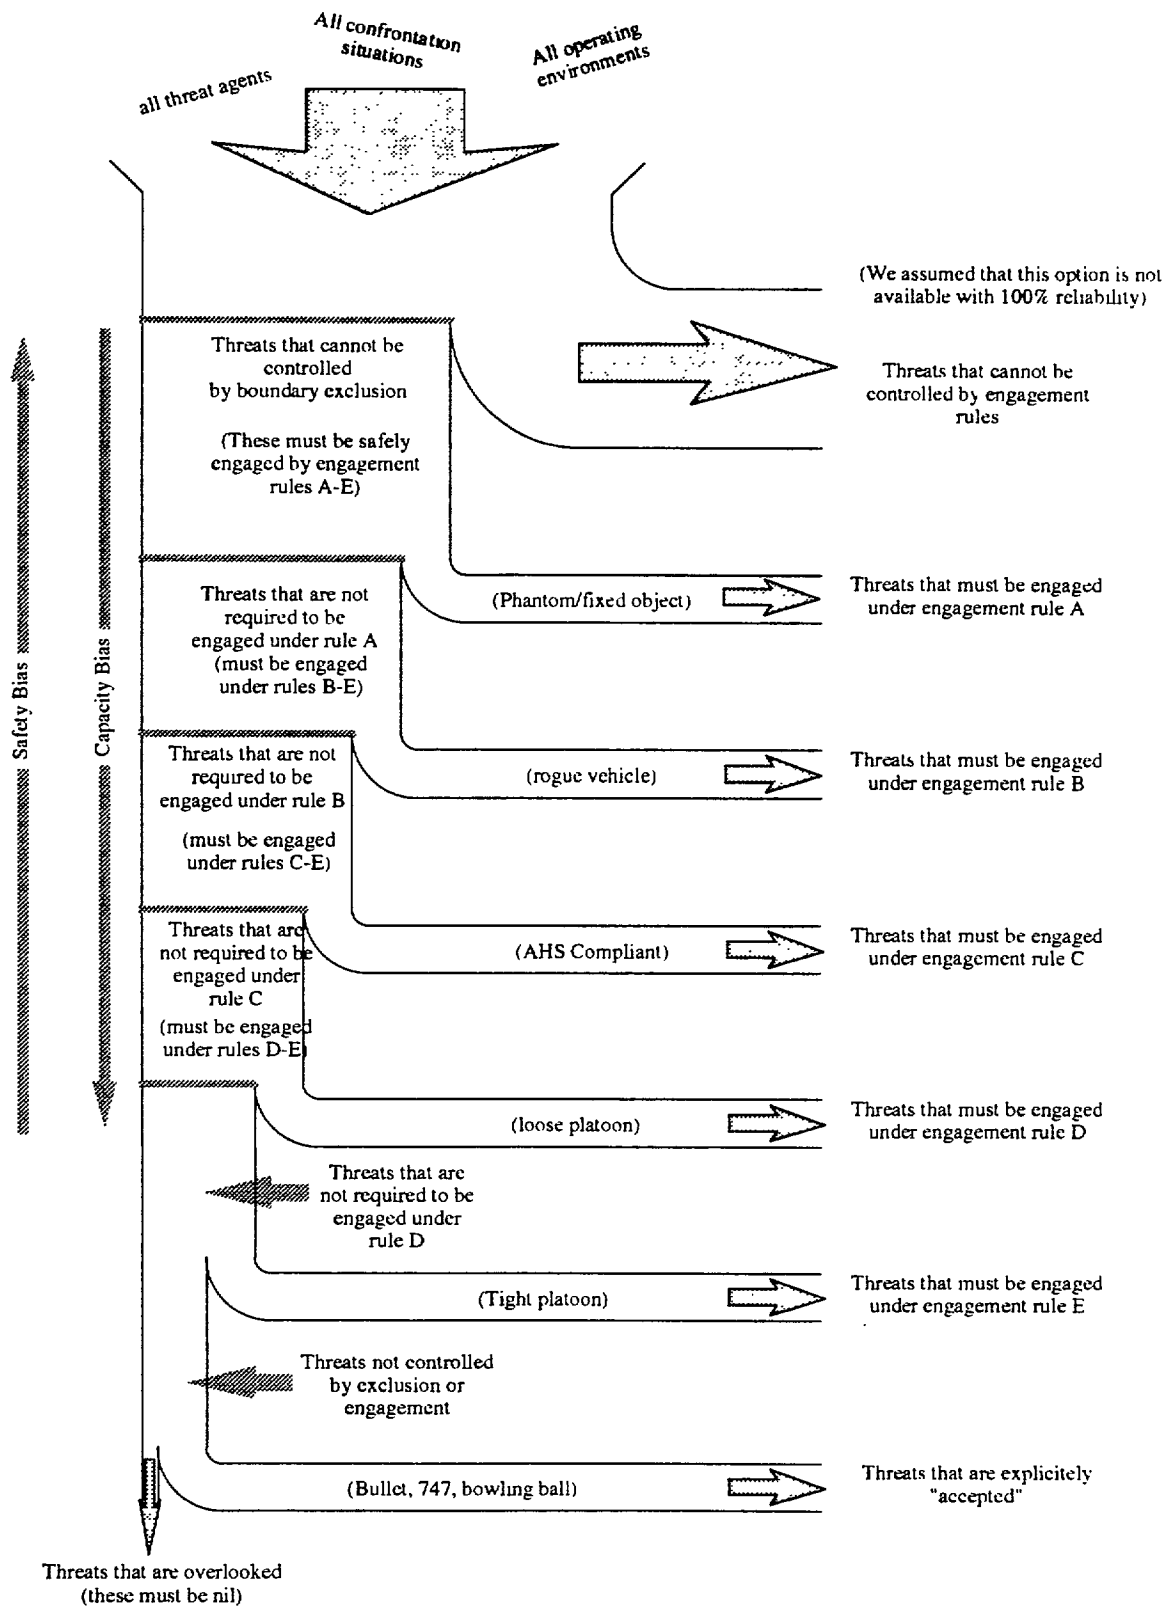 All confrontation
situations
All operating
environments
all threat agents
(We assumed that this option is not
available with 100% reliability)
Threats that cannot be
controlled
by boundary exclusion
(These must be safely
engaged by engagement
rules A-E)
Threats that cannot be
controlled by engagement
rules
Safety Bias
Capacity Bias
Threats that are not
required to be
engaged under rule A
(must be engaged
under rules B-E)
(Phantom/fixed object)
Threats that must be engaged
under engagement rule A
Threats that are not
required to be
engaged under rule B
(must be engaged
under rules C-E)
(rogue vehicle)
Threats that must be engaged
under engagement rule B
Threats that are
not required to be
engaged under
rule C
(must be engaged
under rules D-E)
(AHS Compliant)
Threats that must be engaged
under engagement rule C
(loose platoon)
Threats that must be engaged
under engagement rule D
Threats that are
not required to be
engaged under
rule D
(Tight platoon)
Threats that must be engaged
under engagement rule E
Threats not controlled
by exclusion or
engagement
(Bullet, 747, bowling ball)
Threats that are explicitely
"accepted"
Threats that are overlooked
(these must be nil)